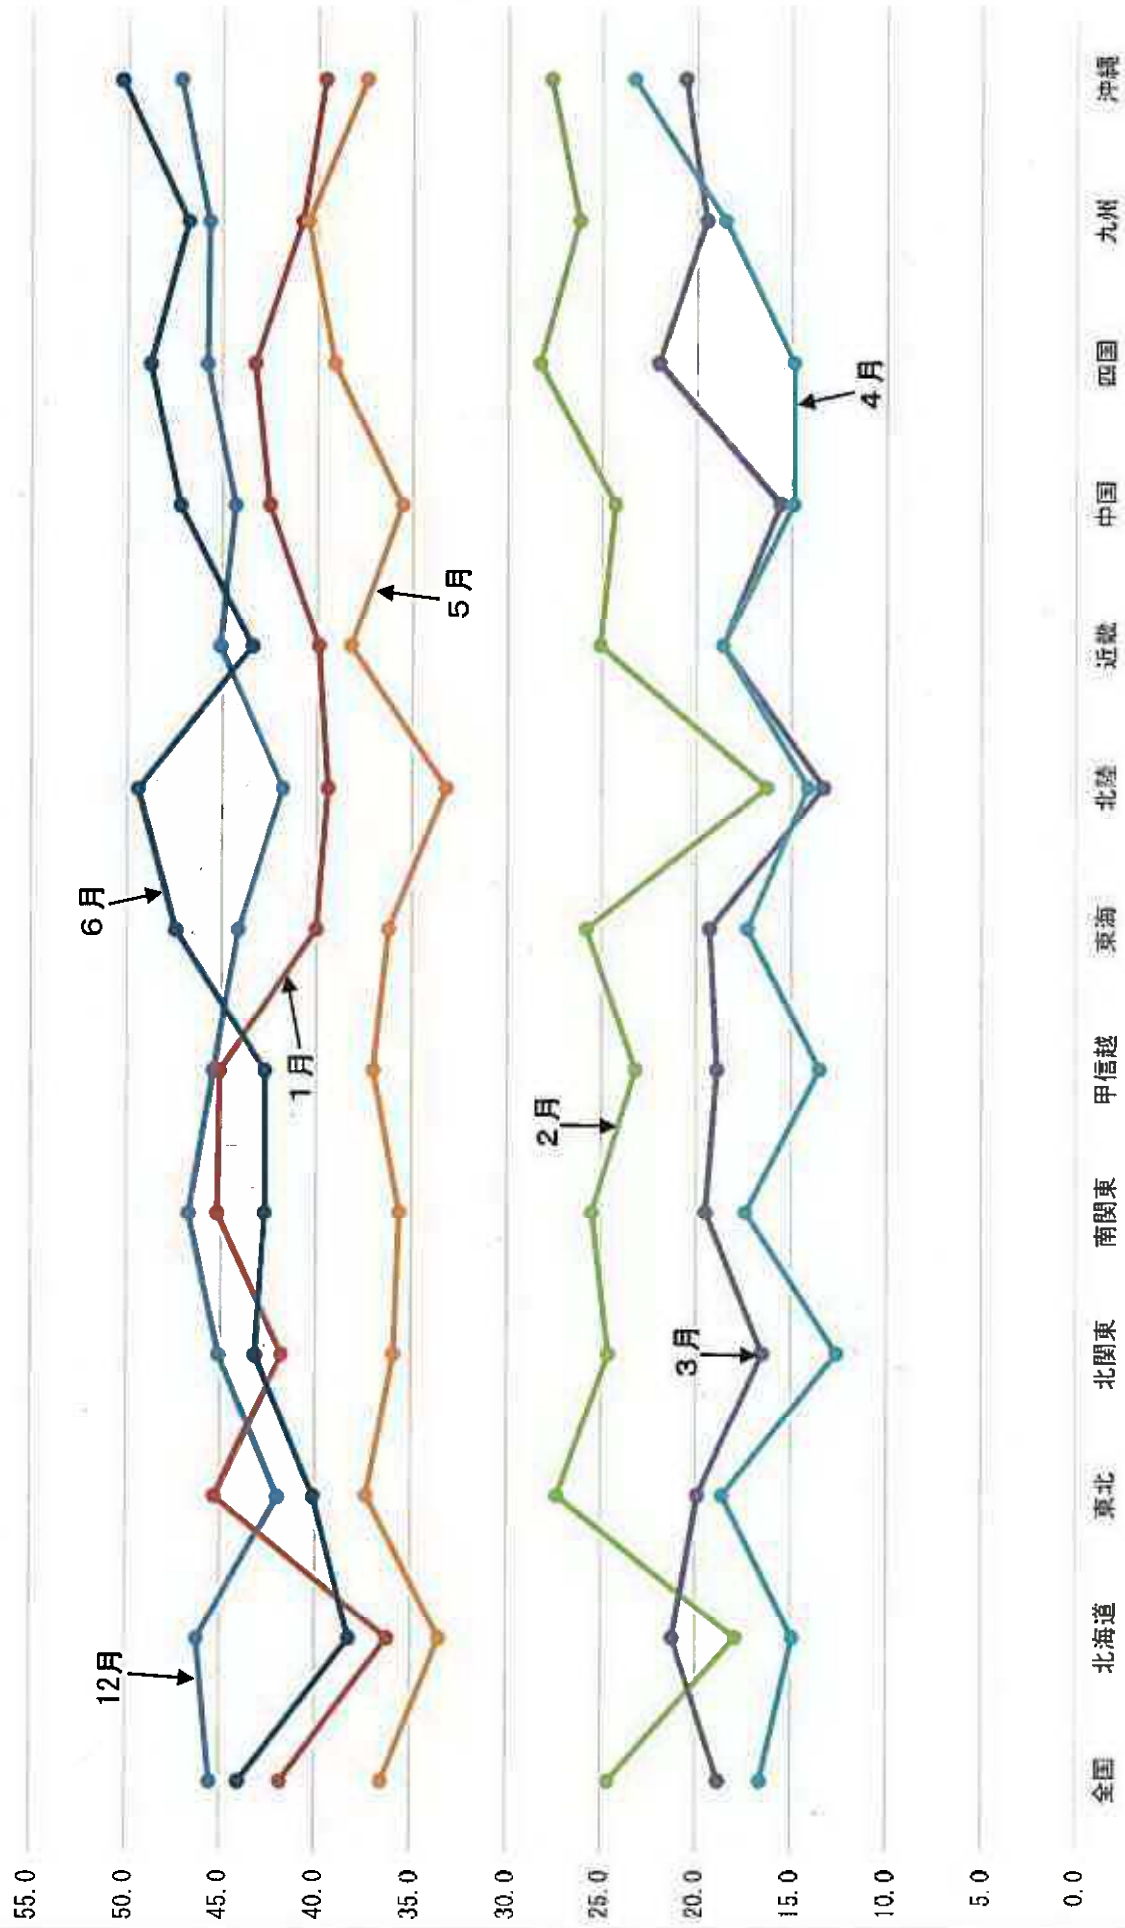 55.0
50.0
45.0
40.0
35.0
30.0
25.0
20.0
15.0
10.0
5.0
0.0
12月
6月
1月
5月
2月
3月
4月
全国
北海道
東北
北関東
南関東
甲信越
東海
北陸
近畿
中国
四国
九州
沖縄